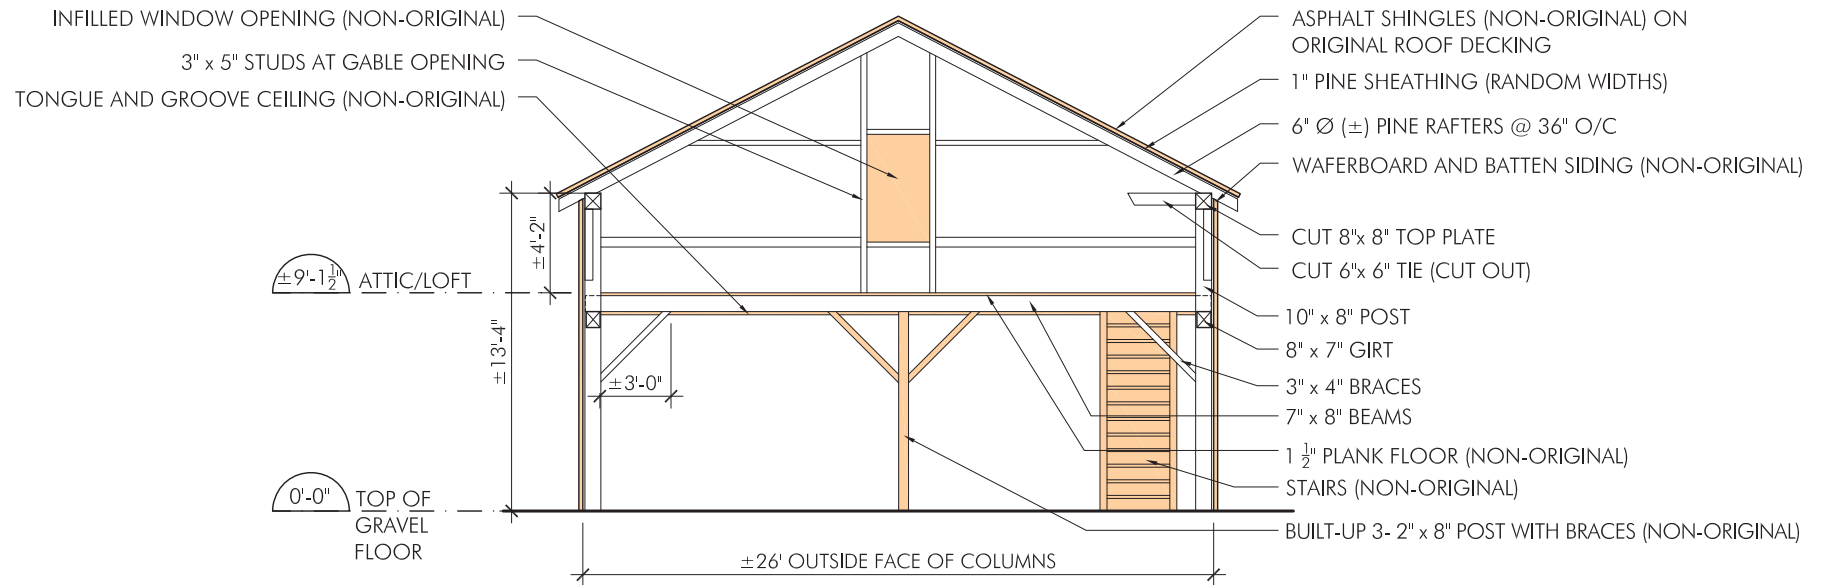 INFILLED WINDOW OPENING (NON-ORIGINAL)
3" x 5" STUDS AT GABLE OPENING
TONGUE AND GROOVE CEILING (NON-ORIGINAL)
ASPHALT SHINGLES (NON-ORIGINAL) ON
ORIGINAL ROOF DECKING
1" PINE SHEATHING (RANDOM WIDTHS)
6" Ø (±) PINE RAFTERS @ 36" O/C
WAFERBOARD AND BATTEN SIDING (NON-ORIGINAL)
CUT 8"x 8" TOP PLATE
CUT 6"x 6" TIE (CUT OUT)
10" x 8" POST
8" x 7" GIRT
3" x 4" BRACES
7" x 8" BEAMS
1 1/2" PLANK FLOOR (NON-ORIGINAL)
STAIRS (NON-ORIGINAL)
BUILT-UP 3- 2" x 8" POST WITH BRACES (NON-ORIGINAL)
±4'-2"
±9'-1 1/2"
ATTIC/LOFT
±13'-4"
±3'-0"
0'-0"
TOP OF
GRAVEL
FLOOR
±26' OUTSIDE FACE OF COLUMNS